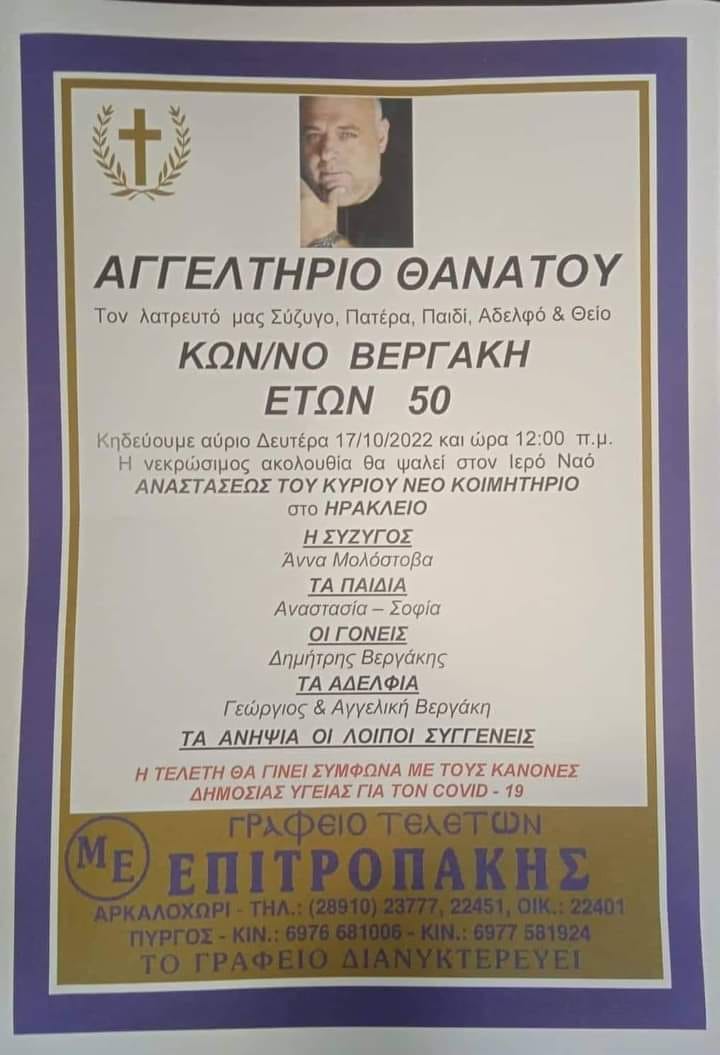 ΑΓΓΕΛΤΗΡΙΟ ΘΑΝΑΤΟΥ
Τον λατρευτό μας Σύζυγο, Πατέρα, Παιδί, Αδελφό & Θείο
ΚΩΝ/ΝΟ ΒΕΡΓΑΚΗ
ΕΤΩΝ 50
Κηδεύουμε αύριο Δευτέρα 17/10/2022 και ώρα 12:00 π.μ.
Η νεκρώσιμος ακολουθία θα ψαλεί στον Ιερό Ναό
ΑΝΑΣΤΑΣΕΩΣ ΤΟΥ ΚΥΡΙΟΥ ΝΕΟ ΚΟΙΜΗΤΗΡΙΟ
στο ΗΡΑΚΛΕΙΟ
Η ΣΥΖΥΓΟΣ
Άννα Μολόστοβα
ΤΑ ΠΑΙΔΙΑ
Αναστασία – Σοφία
ΟΙ ΓΟΝΕΙΣ
Δημήτρης Βεργάκης
ΤΑ ΑΔΕΛΦΙΑ
Γεώργιος & Αγγελική Βεργάκη
ΤΑ ΑΝΗΨΙΑ ΟΙ ΛΟΙΠΟΙ ΣΥΓΓΕΝΕΙΣ
Η ΤΕΛΕΤΗ ΘΑ ΓΙΝΕΙ ΣΥΜΦΩΝΑ ΜΕ ΤΟΥΣ ΚΑΝΟΝΕΣ
ΔΗΜΟΣΙΑΣ ΥΓΕΙΑΣ ΓΙΑ ΤΟΝ COVID - 19
ΓΡΑΦΕΙΟ ΤΕΛΕΤΩΝ
ΜΕ ΕΠΙΤΡΟΠΑΚΗΣ
ΑΡΚΑΛΟΧΩΡΙ - ΤΗΛ.: (28910) 23777, 22451, ΟΙΚ.: 22401
ΠΥΡΓΟΣ - ΚΙΝ.: 6976 681006 - ΚΙΝ.: 6977 581924
ΤΟ ΓΡΑΦΕΙΟ ΔΙΑΝΥΚΤΕΡΕΥΕΙ